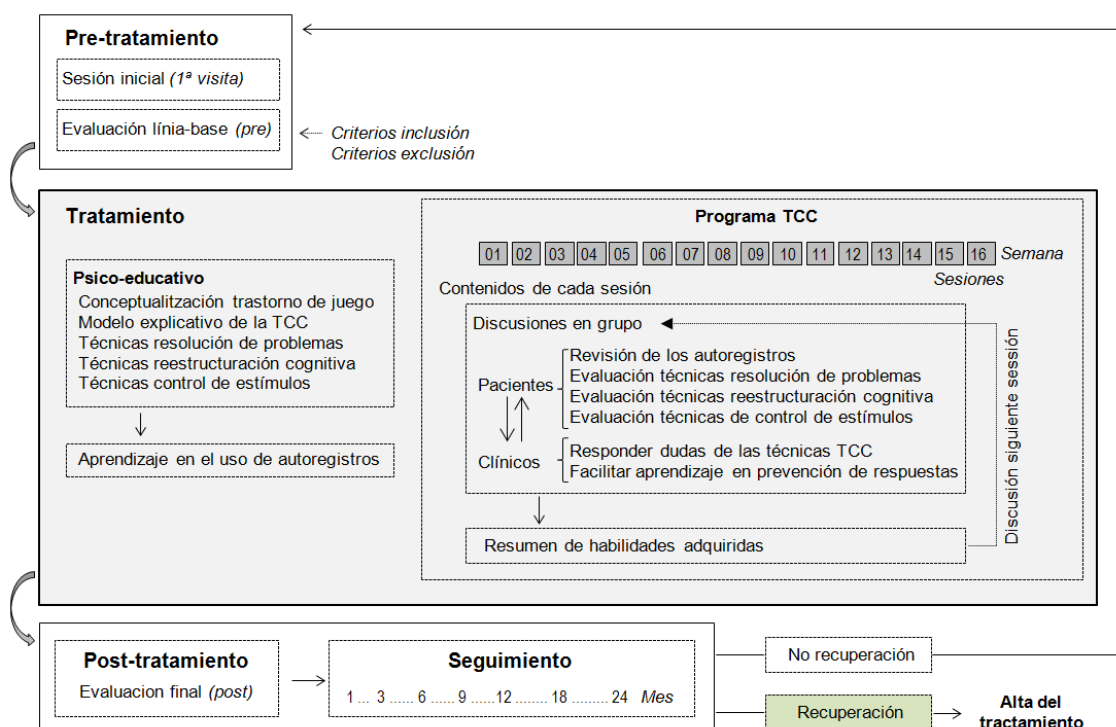 Pre-tratamiento
Sesión inicial (1ª visita)
Evaluación línia-base (pre)
Criterios inclusión
Criterios exclusión
Tratamiento
Psico-educativo
Conceptualitzación trastorno de juego
Modelo explicativo de la TCC
Técnicas resolución de problemas
Técnicas reestructuración cognitiva
Técnicas control de estímulos
Aprendizaje en el uso de autoregistros
Programa TCC
01 02 03 04 05 06 07 08 09 10 11 12 13 14 15 16 Semana
Sesiones
Contenidos de cada sesión
Discusiones en grupo
Pacientes
Revisión de los autoregistros
Evaluación técnicas resolución de problemas
Evaluación técnicas reestructuración cognitiva
Evaluación técnicas de control de estímulos
Clínicos
Responder dudas de las técnicas TCC
Facilitar aprendizaje en prevención de respuestas
Resumen de habilidades adquiridas
Discusión siguiente sessión
Post-tratamiento
Evaluacion final (post)
Seguimiento
1 ... 3 ...... 6 ...... 9 ......12 ........ 18 ......... 24 Mes
No recuperación
Recuperación
Alta del
tractamiento